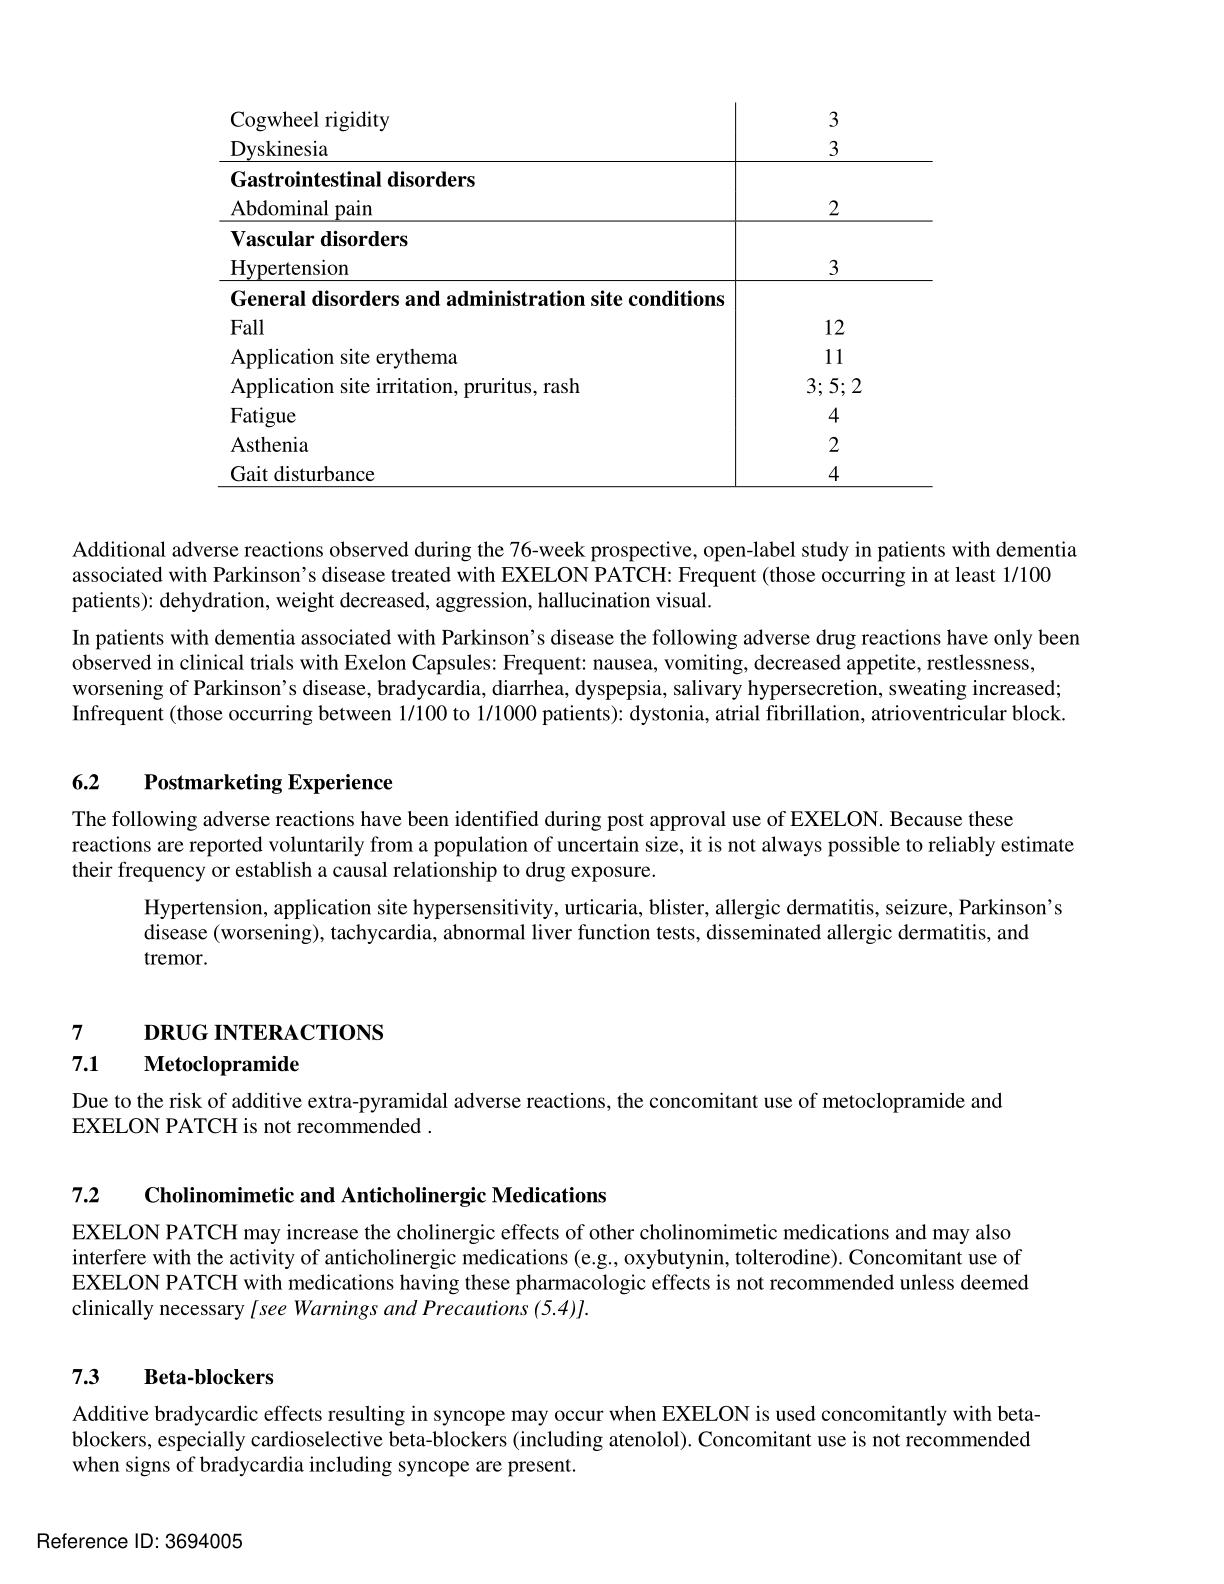 Cogwheel rigidity 3
Dyskinesia 3
Gastrointestinal disorders
Abdominal pain 2
Vascular disorders
Hypertension 3
General disorders and administration site conditions
Fall 12
Application site erythema 11
Application site irritation, pruritus, rash 3; 5; 2
Fatigue 4
Asthenia 2
Gait disturbance 4
Additional adverse reactions observed during the 76-week prospective, open-label study in patients with dementia
associated with Parkinson's disease treated with EXELON PATCH: Frequent (those occurring in at least 1/100
patients): dehydration, weight decreased, aggression, hallucination visual.
In patients with dementia associated with Parkinson's disease the following adverse drug reactions have only been
observed in clinical trials with Exelon Capsules: Frequent: nausea, vomiting, decreased appetite, restlessness,
worsening of Parkinson's disease, bradycardia, diarrhea, dyspepsia, salivary hypersecretion, sweating increased;
Infrequent (those occurring between 1/100 to 1/1000 patients): dystonia, atrial fibrillation, atrioventricular block.
6.2 Postmarketing Experience
The following adverse reactions have been identified during post approval use of EXELON. Because these
reactions are reported voluntarily from a population of uncertain size, it is not always possible to reliably estimate
their frequency or establish a causal relationship to drug exposure.
Hypertension, application site hypersensitivity, urticaria, blister, allergic dermatitis, seizure, Parkinson's
disease (worsening), tachycardia, abnormal liver function tests, disseminated allergic dermatitis, and
tremor.
7 DRUG INTERACTIONS
7.1 Metoclopramide
Due to the risk of additive extra-pyramidal adverse reactions, the concomitant use of metoclopramide and
EXELON PATCH is not recommended .
7.2 Cholinomimetic and Anticholinergic Medications
EXELON PATCH may increase the cholinergic effects of other cholinomimetic medications and may also
interfere with the activity of anticholinergic medications (e.g., oxybutynin, tolterodine). Concomitant use of
EXELON PATCH with medications having these pharmacologic effects is not recommended unless deemed
clinically necessary [see Warnings and Precautions (5.4)].
7.3 Beta-blockers
Additive bradycardic effects resulting in syncope may occur when EXELON is used concomitantly with beta-
blockers, especially cardioselective beta-blockers (including atenolol). Concomitant use is not recommended
when signs of bradycardia including syncope are present.
Reference ID: 3694005